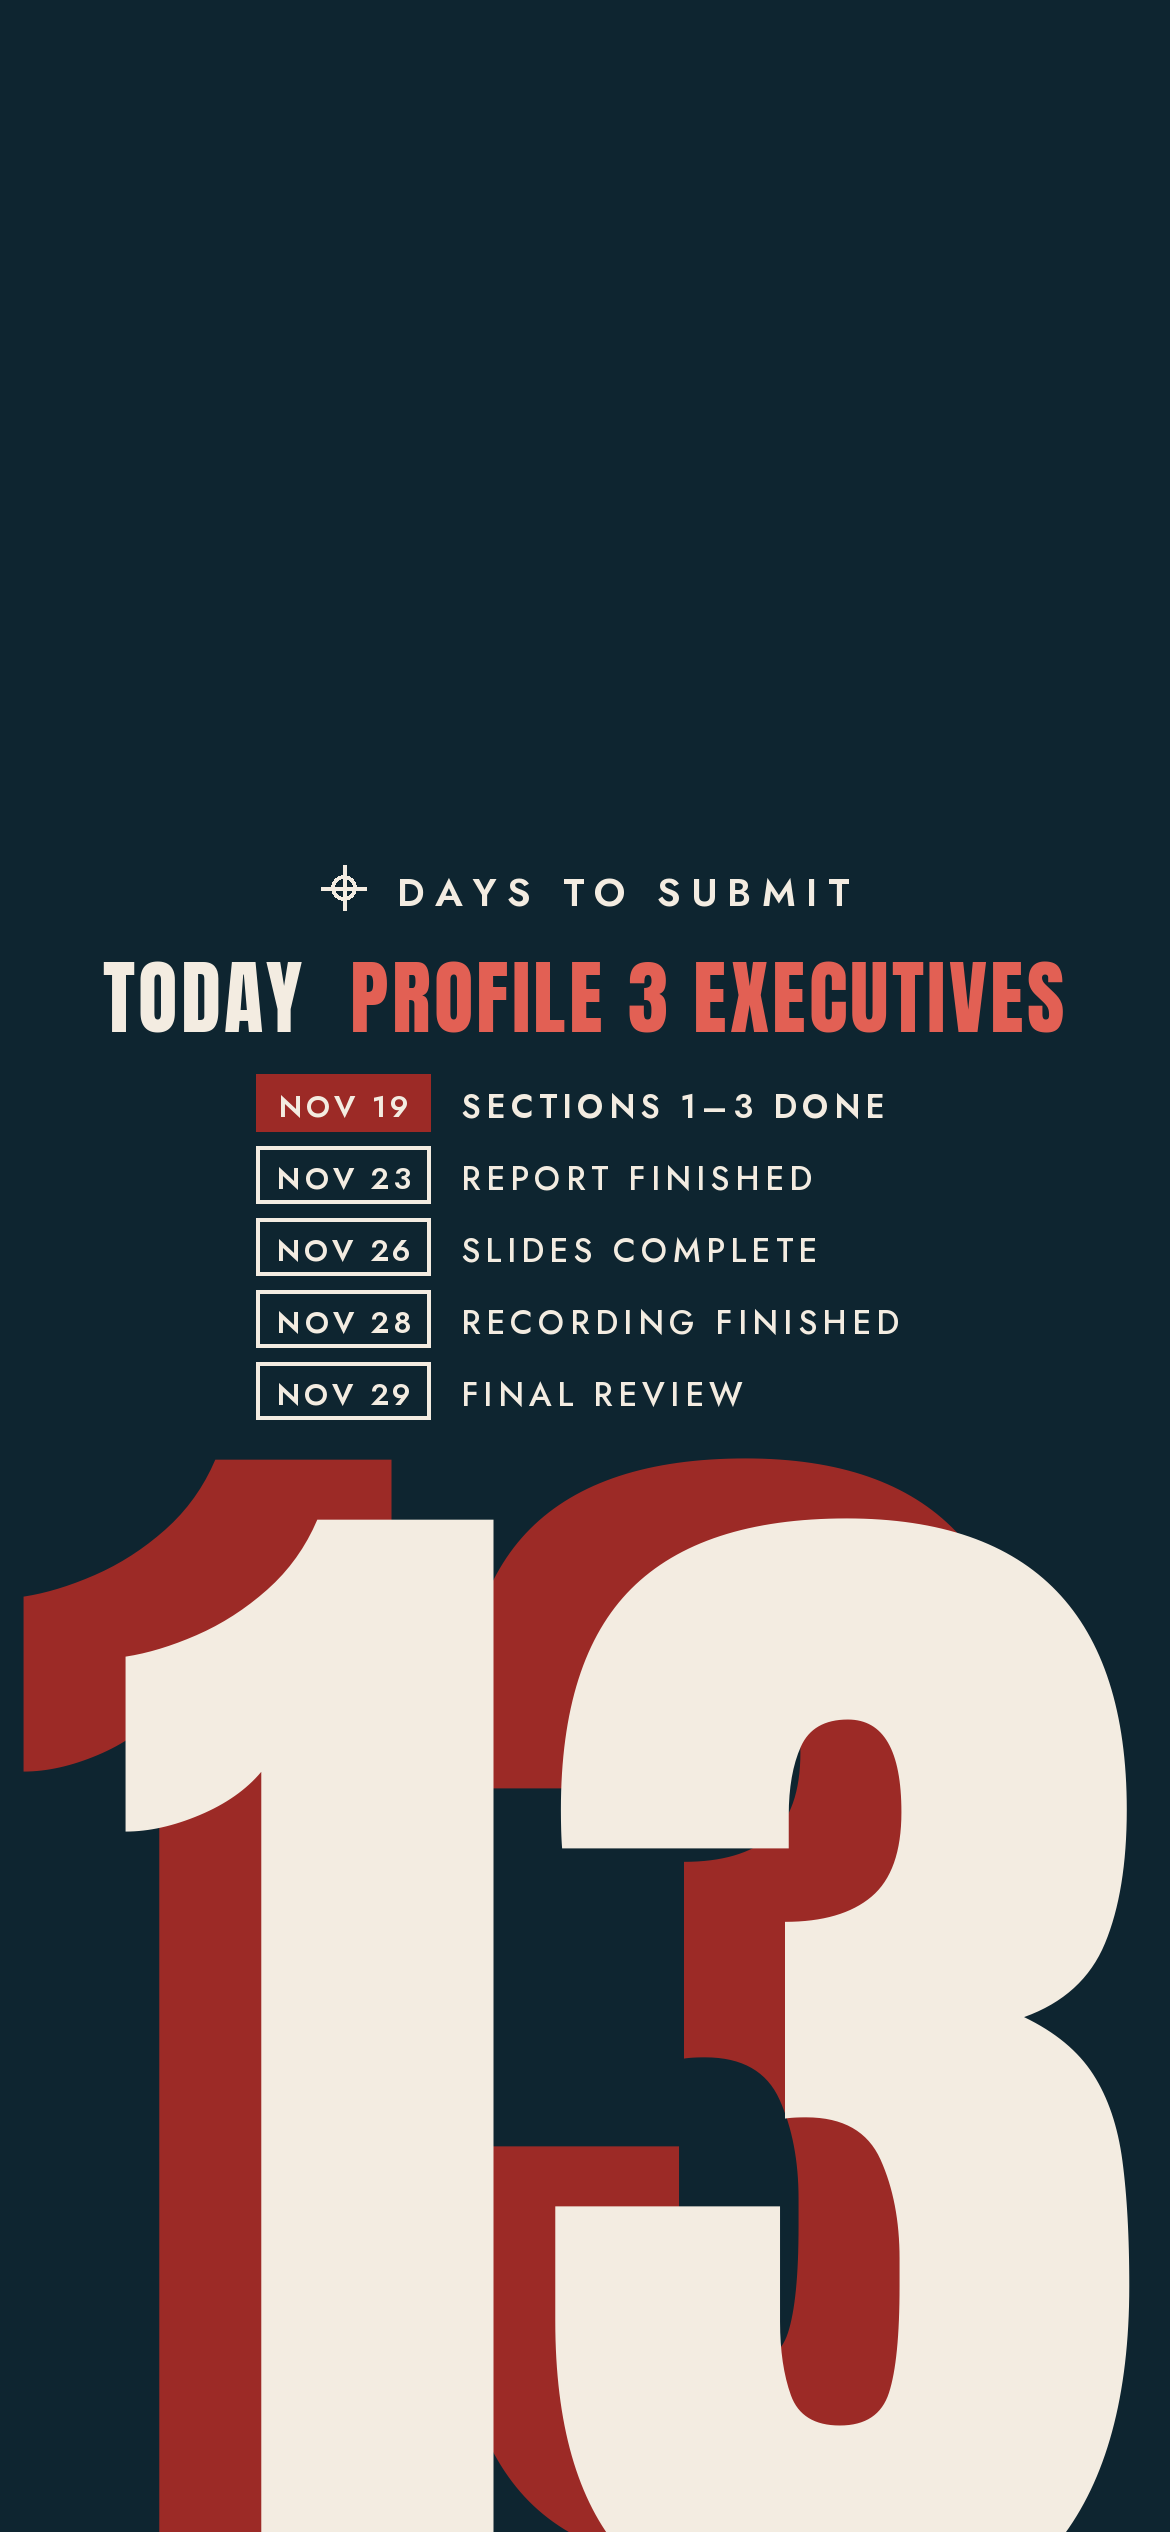 DAYS TO SUBMIT
TODAY PROFILE 3 EXECUTIVES
NOV 19 SECTIONS 1–3 DONE
NOV 23 REPORT FINISHED
NOV 26 SLIDES COMPLETE
NOV 28 RECORDING FINISHED
NOV 29 FINAL REVIEW
13